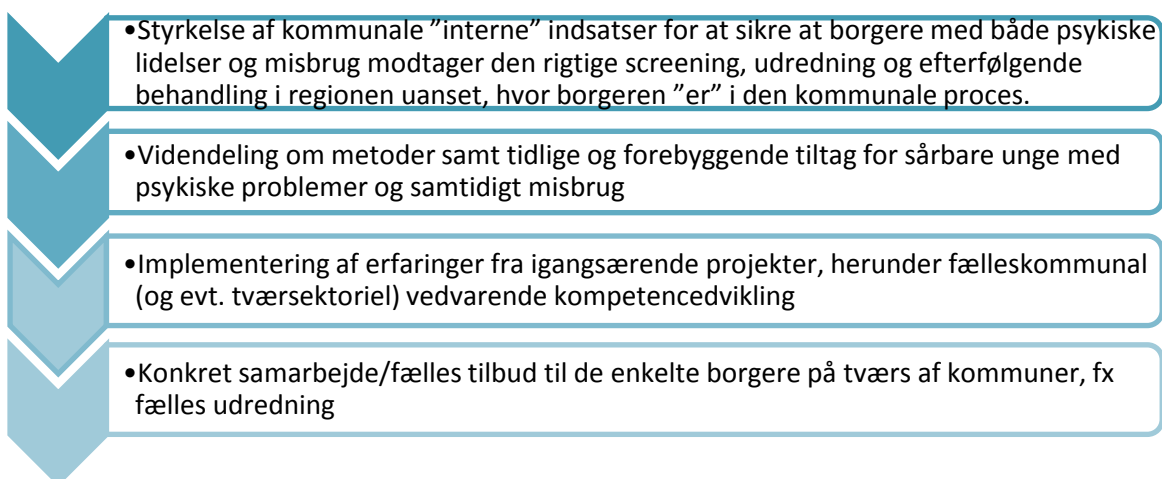 •Styrkelse af kommunale ”interne” indsatser for at sikre at borgere med både psykiske
lidelser og misbrug modtager den rigtige screening, udredning og efterfølgende
behandling i regionen uanset, hvor borgeren ”er” i den kommunale proces.
•Videndeling om metoder samt tidlige og forebyggende tiltag for sårbare unge med
psykiske problemer og samtidigt misbrug
•Implementering af erfaringer fra igangsærende projekter, herunder fælleskommunal
(og evt. tværsektoriel) vedvarende kompetencedvikling
•Konkret samarbejde/fælles tilbud til de enkelte borgere på tværs af kommuner, fx
fælles udredning